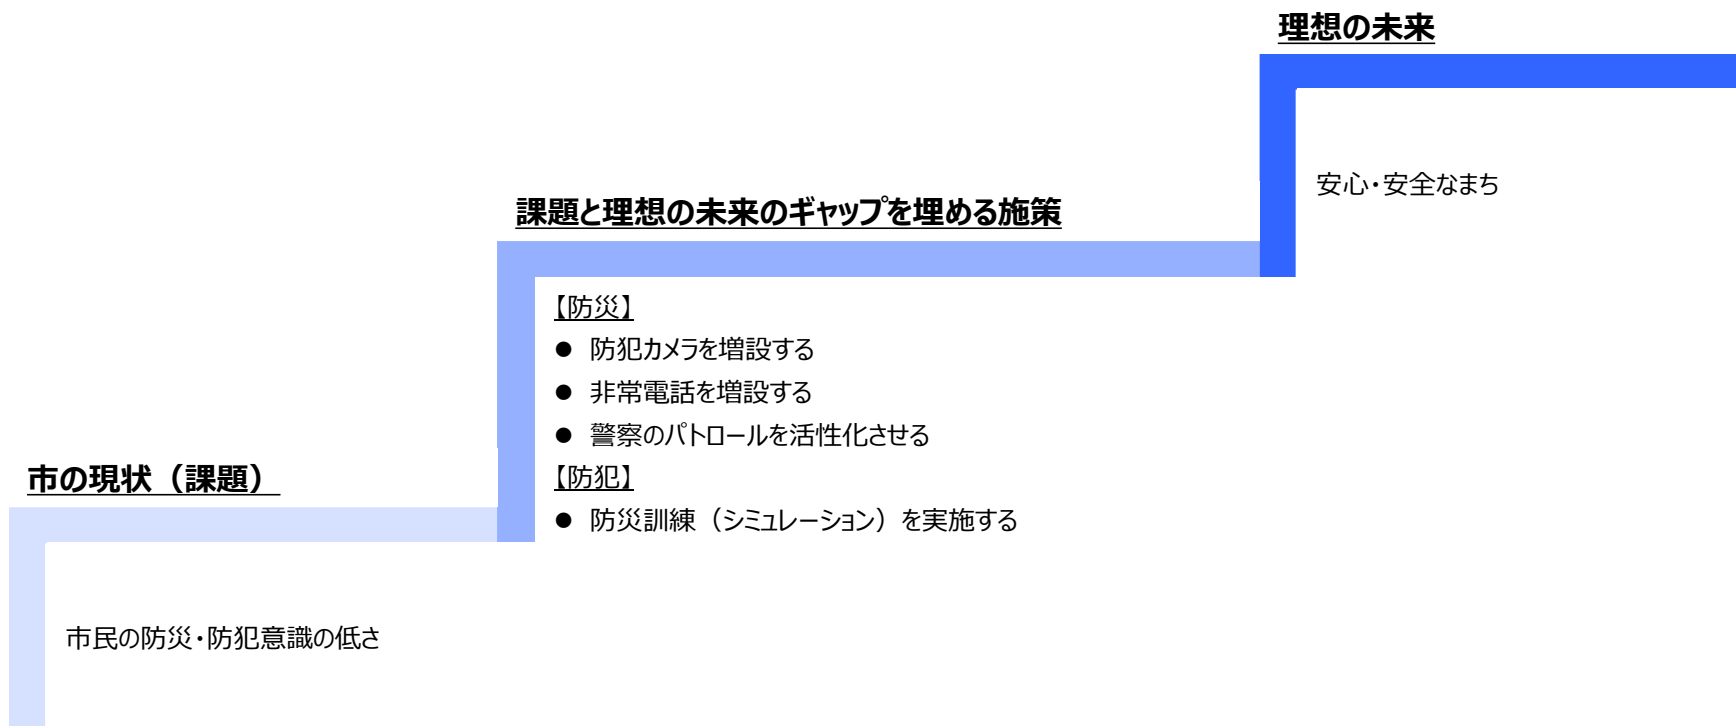 理想の未来
安心・安全なまち
課題と理想の未来のギャップを埋める施策
【防災】
● 防犯カメラを増設する
● 非常電話を増設する
● 警察のパトロールを活性化させる
【防犯】
● 防災訓練（シミュレーション）を実施する
市の現状（課題）
市民の防災・防犯意識の低さ